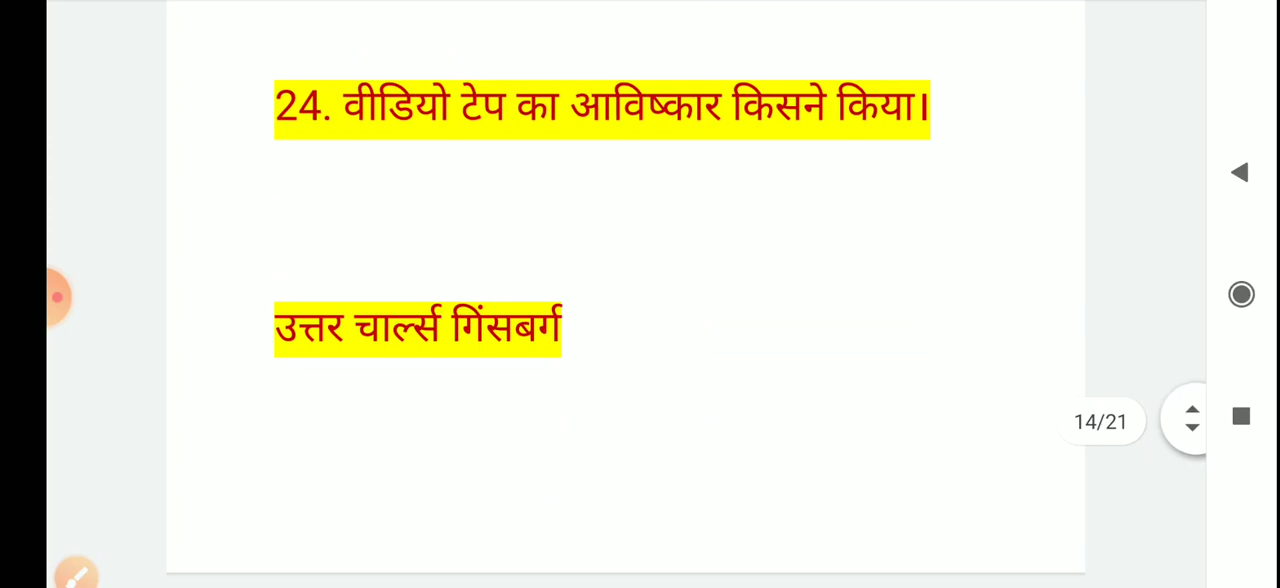 24. वीडियो टेप का आविष्कार किसने किया।
उत्तर चार्ल्स गिंसबर्ग
14/21